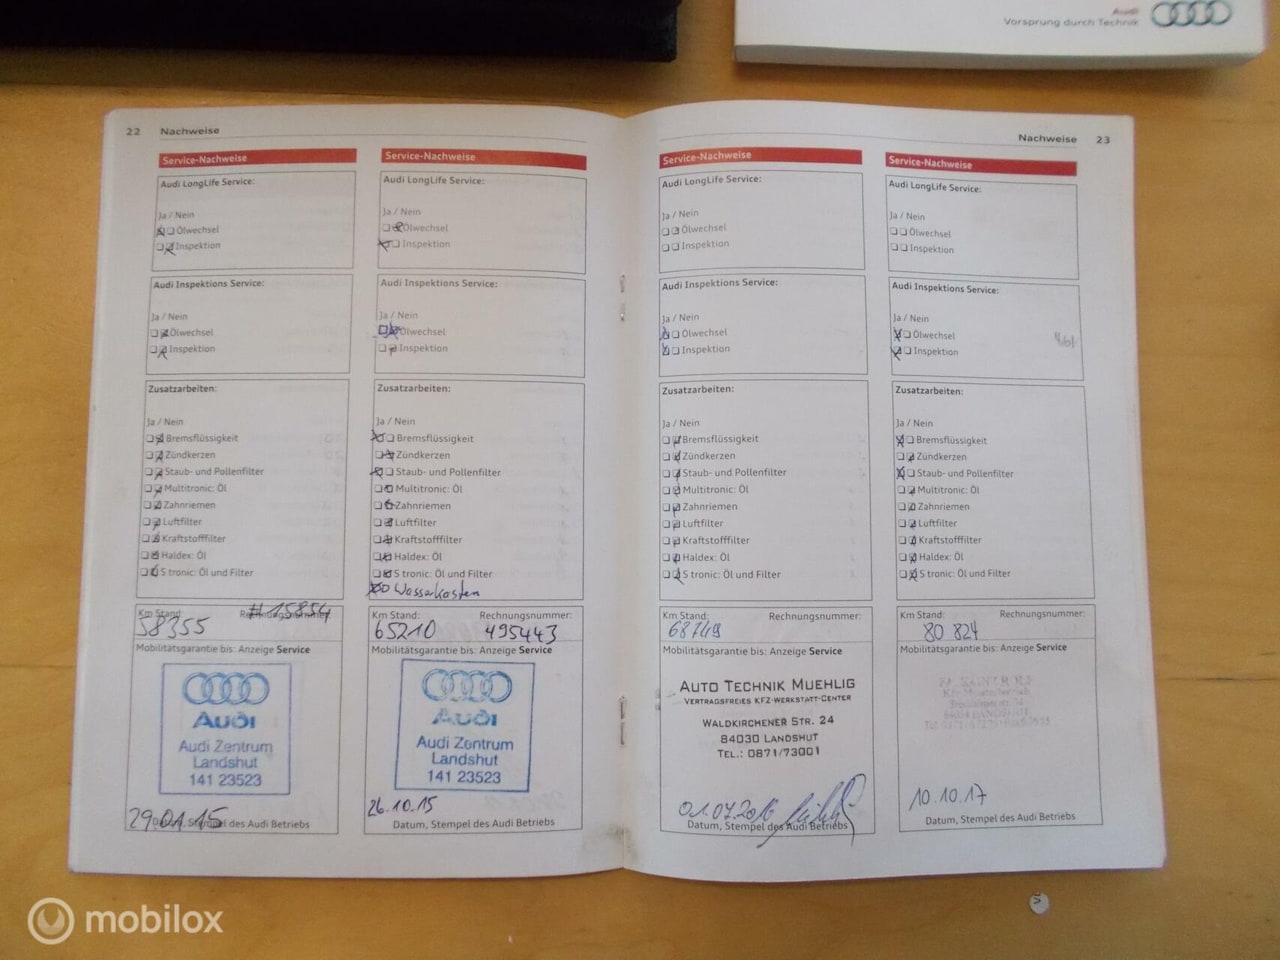 Audi
Vorsprung durch Technik
22 Nachweise
Service-Nachweise
Audi LongLife Service:
Ja / Nein
Ölwechsel
Inspektion
Audi Inspektions Service:
Ja / Nein
Ölwechsel
Inspektion
Zusatzarbeiten:
Ja / Nein
Bremsflüssigkeit
Zündkerzen
Staub- und Pollenfilter
Multitronic: Öl
Zahnriemen
Luftfilter
Kraftstofffilter
Haldex: Öl
S tronic: Öl und Filter
Km Stand: Rechnungsnummer:
58355 #15854
Mobilitätsgarantie bis: Anzeige Service
Audi
Audi Zentrum
Landshut
141 23523
29.01.15
Datum, Stempel des Audi Betriebs
Service-Nachweise
Audi LongLife Service:
Ja / Nein
Ölwechsel
Inspektion
Audi Inspektions Service:
Ja / Nein
Ölwechsel
Inspektion
Zusatzarbeiten:
Ja / Nein
Bremsflüssigkeit
Zündkerzen
Staub- und Pollenfilter
Multitronic: Öl
Zahnriemen
Luftfilter
Kraftstofffilter
Haldex: Öl
S tronic: Öl und Filter
Wasserkasten
Km Stand: Rechnungsnummer:
65210 495443
Mobilitätsgarantie bis: Anzeige Service
Audi
Audi Zentrum
Landshut
141 23523
26.10.15
Datum, Stempel des Audi Betriebs
Nachweise 23
Service-Nachweise
Audi LongLife Service:
Ja / Nein
Ölwechsel
Inspektion
Audi Inspektions Service:
Ja / Nein
Ölwechsel
Inspektion
Zusatzarbeiten:
Ja / Nein
Bremsflüssigkeit
Zündkerzen
Staub- und Pollenfilter
Multitronic: Öl
Zahnriemen
Luftfilter
Kraftstofffilter
Haldex: Öl
S tronic: Öl und Filter
Km Stand: Rechnungsnummer:
68749
Mobilitätsgarantie bis: Anzeige Service
AUTO TECHNIK MUEHLIG
VERTRAGSFREIES KFZ-WERKSTATT-CENTER
WALDKIRCHENER STR. 24
84030 LANDSHUT
TEL.: 0871/73001
01.07.2016
Datum, Stempel des Audi Betriebs
Service-Nachweise
Audi LongLife Service:
Ja / Nein
Ölwechsel
Inspektion
Audi Inspektions Service:
Ja / Nein
Ölwechsel
Inspektion
Zusatzarbeiten:
Ja / Nein
Bremsflüssigkeit
Zündkerzen
Staub- und Pollenfilter
Multitronic: Öl
Zahnriemen
Luftfilter
Kraftstofffilter
Haldex: Öl
S tronic: Öl und Filter
Km Stand: Rechnungsnummer:
80 824
Mobilitätsgarantie bis: Anzeige Service
10.10.17
Datum, Stempel des Audi Betriebs
mobilox